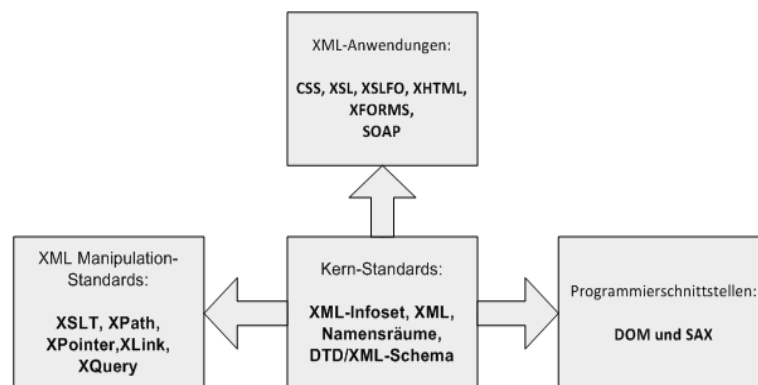 XML-Anwendungen:
CSS, XSL, XSLFO, XHTML,
XFORMS,
SOAP
XML Manipulation-
Standards:
XSLT, XPath,
XPointer,XLink,
XQuery
Kern-Standards:
XML-Infoset, XML,
Namensräume,
DTD/XML-Schema
Programmierschnittstellen:
DOM und SAX